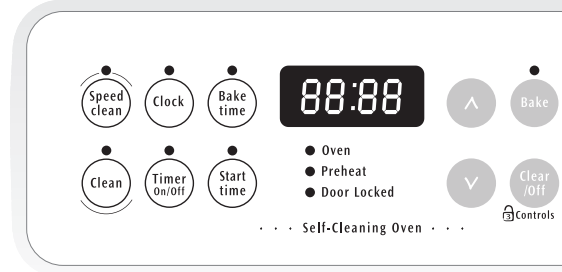 Speed
clean
Clock
Bake
time
88:88
Bake
Clean
Timer
On/Off
Start
time
Oven
Preheat
Door Locked
Clear
/Off
3 Controls
· · · Self-Cleaning Oven · · ·